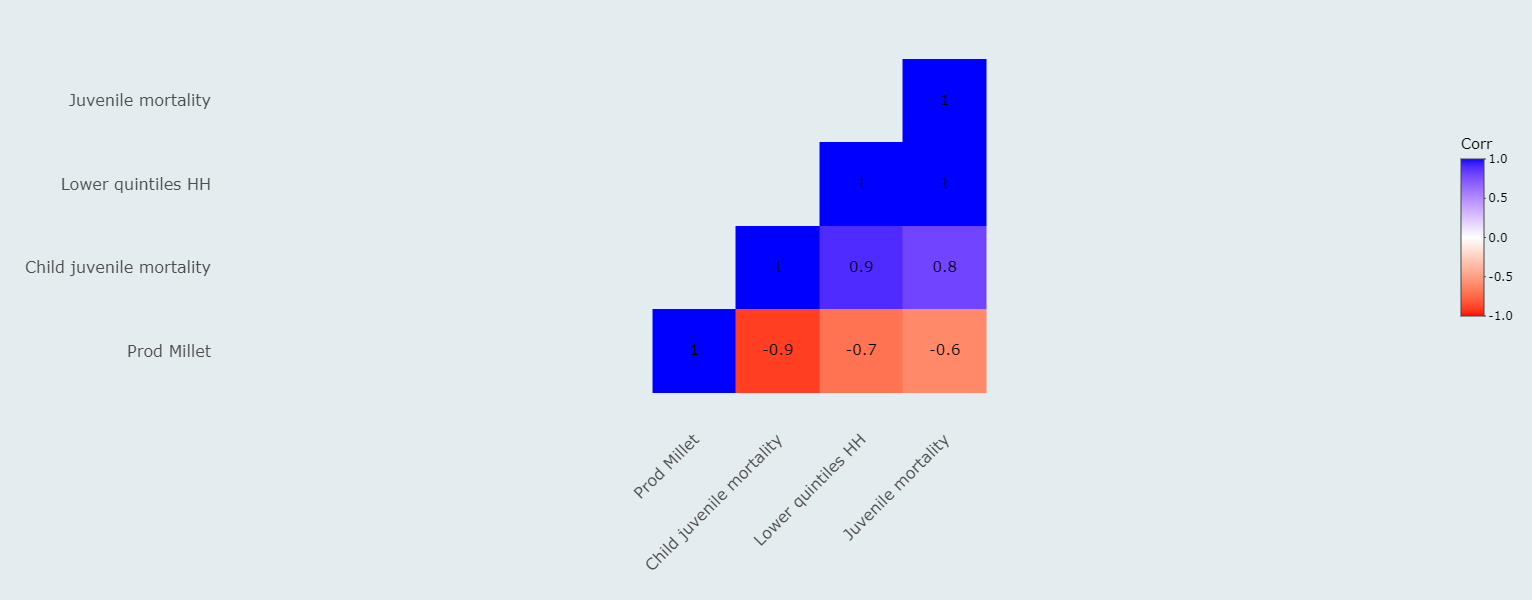 Juvenile mortality
1
Corr
1.0
Lower quintiles HH
1
1
0.5
0.0
Child juvenile mortality
1
0.9
0.8
-0.5
-1.0
Prod Millet
1
-0.9
-0.7
-0.6
Prod Millet
Child juvenile mortality
Lower quintiles HH
Juvenile mortality